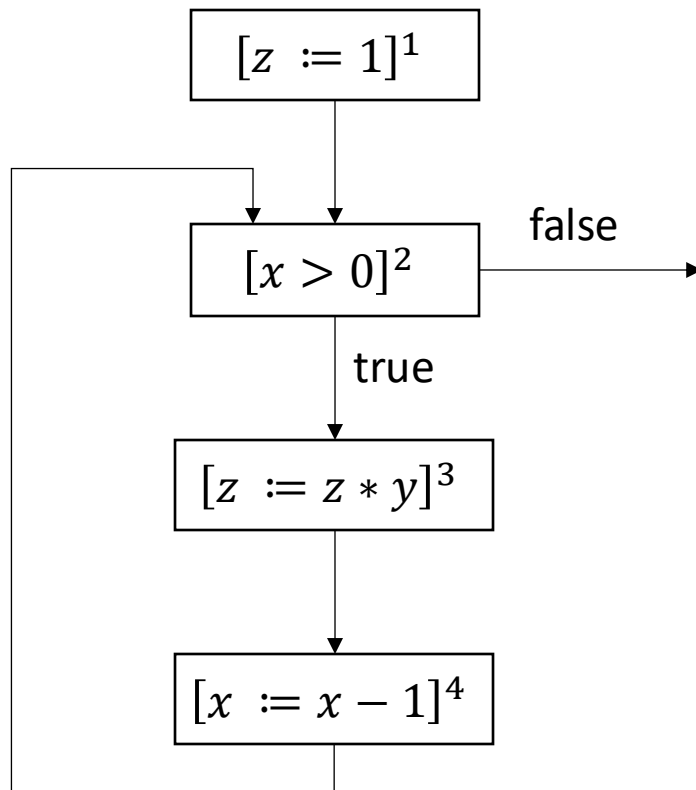 [z := 1]¹
[x > 0]²
false
true
[z := z * y]³
[x := x − 1]⁴